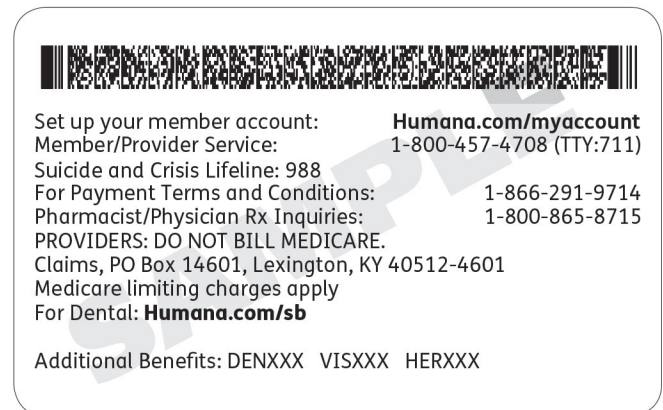 Set up your member account: Humana.com/myaccount
Member/Provider Service: 1-800-457-4708 (TTY:711)
Suicide and Crisis Lifeline: 988
For Payment Terms and Conditions: 1-866-291-9714
Pharmacist/Physician Rx Inquiries: 1-800-865-8715
PROVIDERS: DO NOT BILL MEDICARE.
Claims, PO Box 14601, Lexington, KY 40512-4601
Medicare limiting charges apply
For Dental: Humana.com/sb
Additional Benefits: DENXXX VISXXX HERXXX
SAMPLE